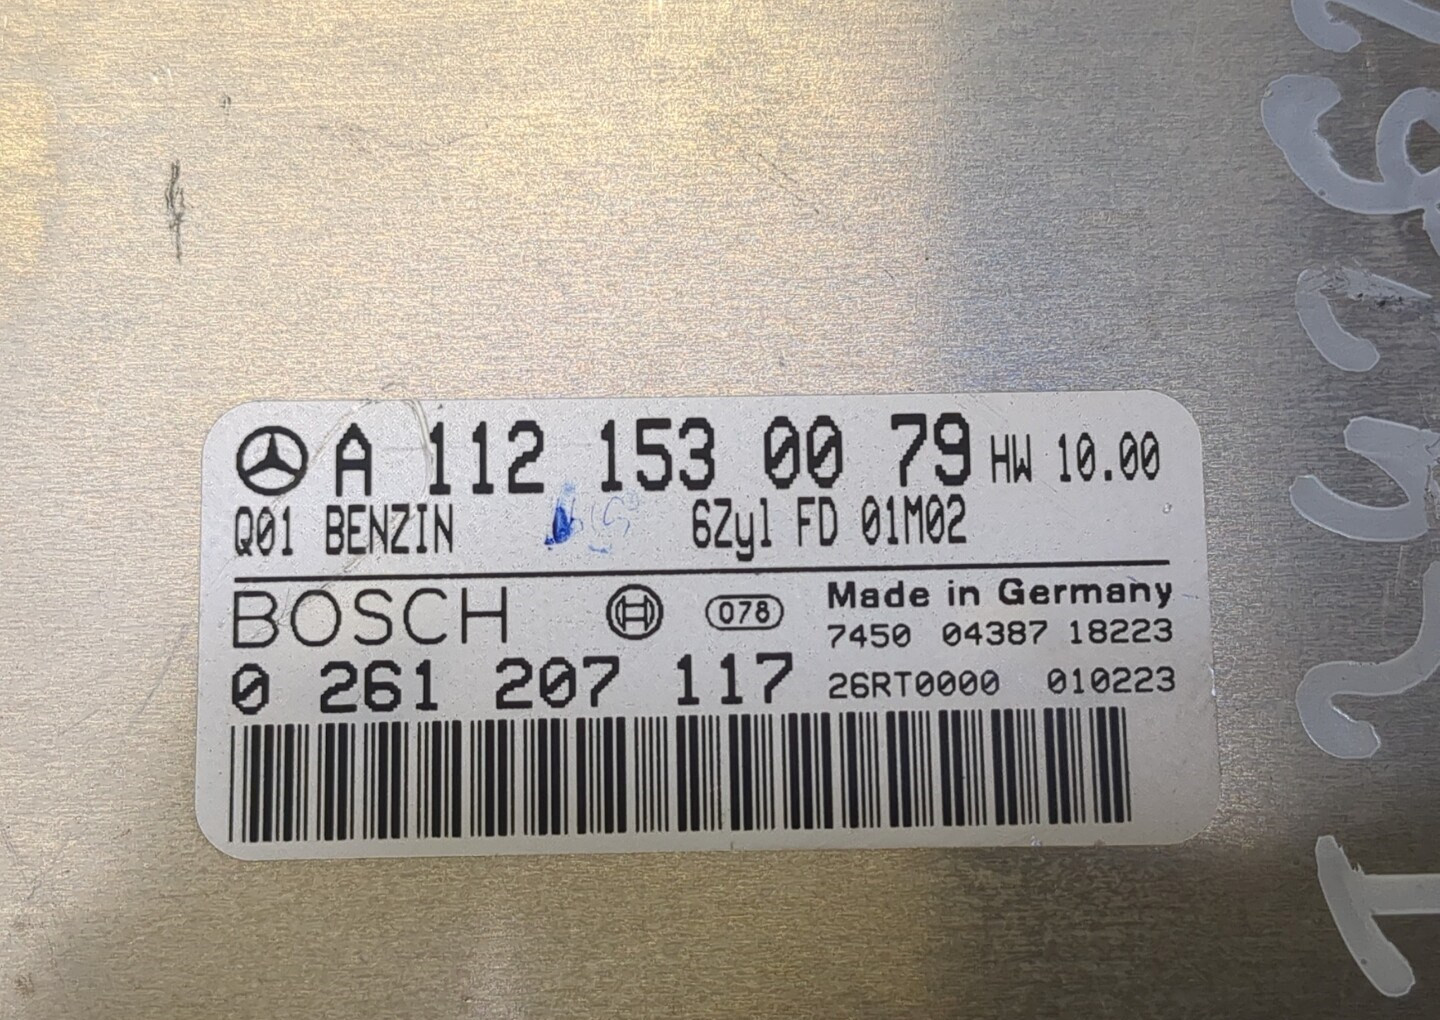 A 112 153 00 79 HW 10.00
Q01 BENZIN 6Zyl FD 01M02
BOSCH H 078 Made in Germany
7450 04387 18223
0 261 207 117 26RT0000 010223